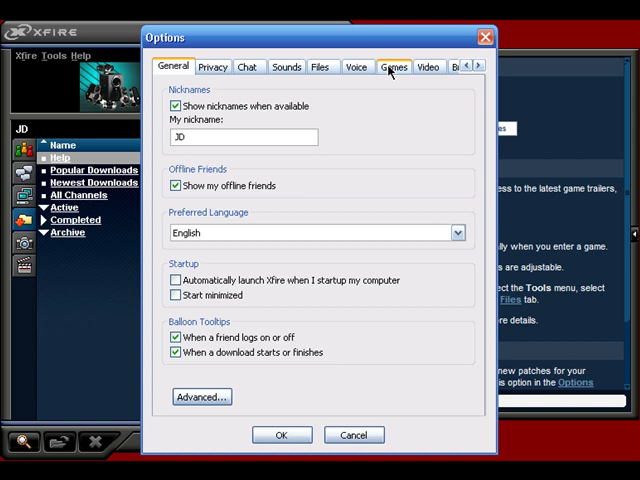 XFIRE
Xfire Tools Help
JD
Name
Help
Popular Downloads
Newest Downloads
All Channels
Active
Completed
Archive
Options
General Privacy Chat Sounds Files Voice Games Video
Nicknames
Show nicknames when available
My nickname:
JD
Offline Friends
Show my offline friends
Preferred Language
English
Startup
Automatically launch Xfire when I startup my computer
Start minimized
Balloon Tooltips
When a friend logs on or off
When a download starts or finishes
Advanced...
OK Cancel
to the latest game trailers,
when you enter a game.
are adjustable.
the Tools menu, select
Files tab.
details.
new patches for your
is option in the Options